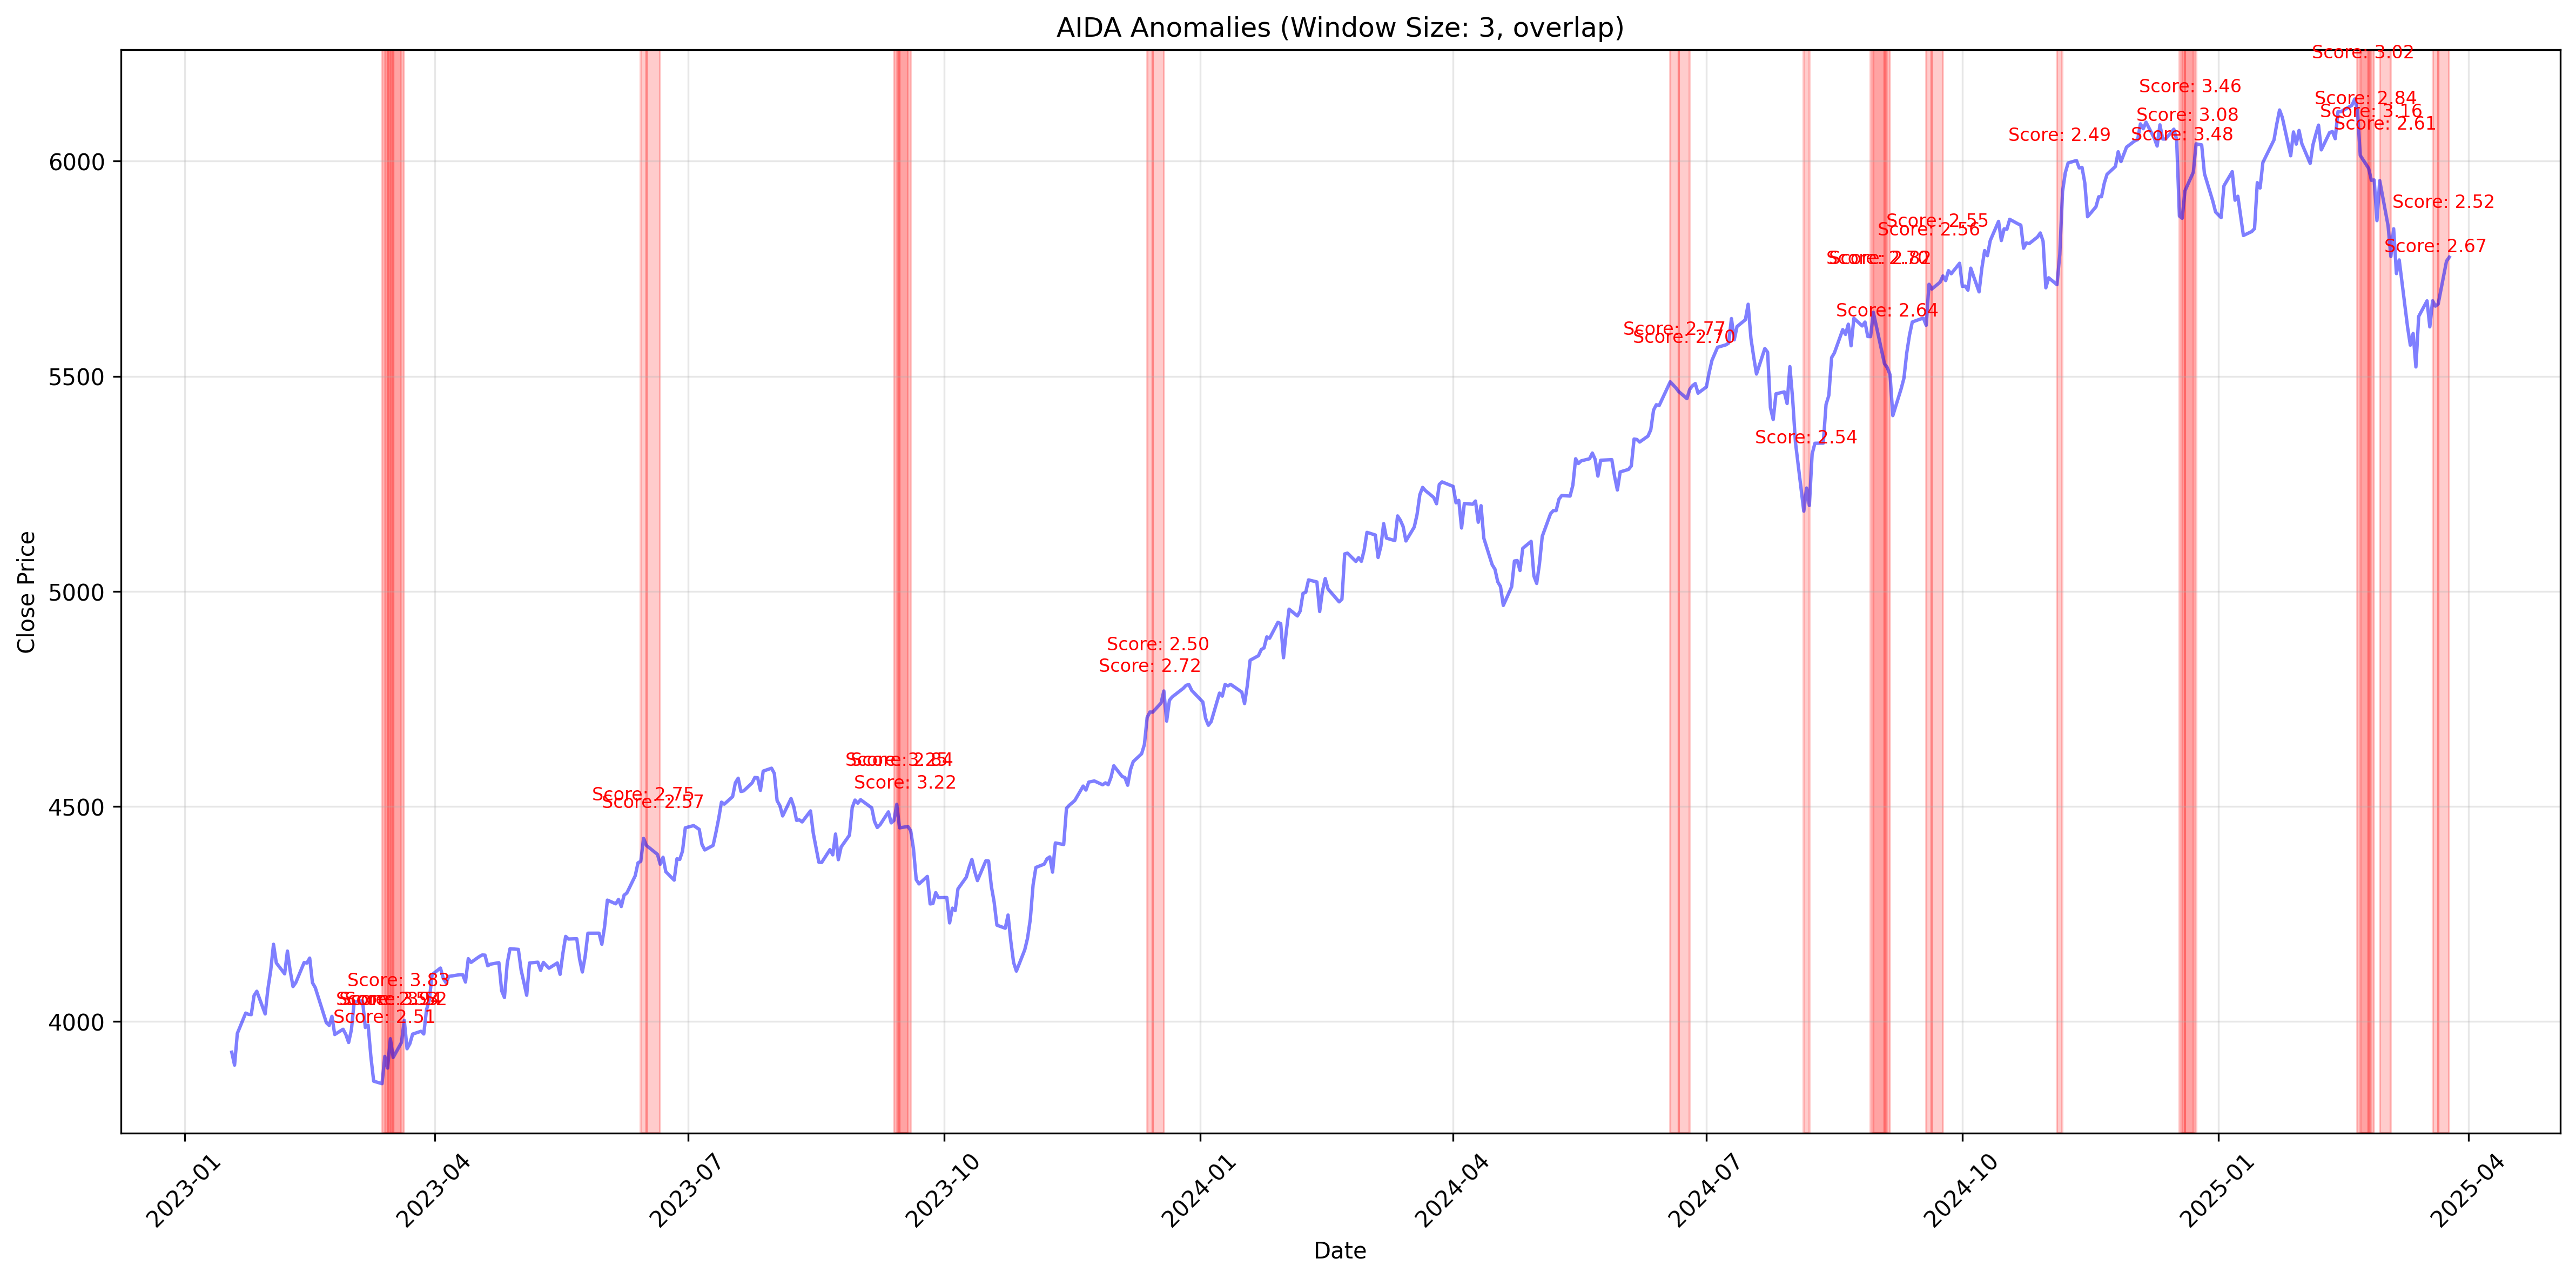 AIDA Anomalies (Window Size: 3, overlap)
Score: 3.02
Score: 3.46
Score: 2.84
Score: 3.08
Score: 3.16
Score: 2.49
Score: 3.48
Score: 2.61
6000
Score: 2.52
Score: 2.55
Score: 2.56
Score: 2.67
Score:
Score: 2.64
Score: 2.77
Score: 2.70
5500
Score: 2.54
5000
Close Price
Score: 2.50
Score: 2.72
Score:
Score: 3.22
Score: 2.75
Score: 2.57
4500
Score: 3.83
Score:
Score: 2.51
4000
2023-01
2023-04
2023-07
2023-10
2024-01
2024-04
2024-07
2024-10
2025-01
2025-04
Date